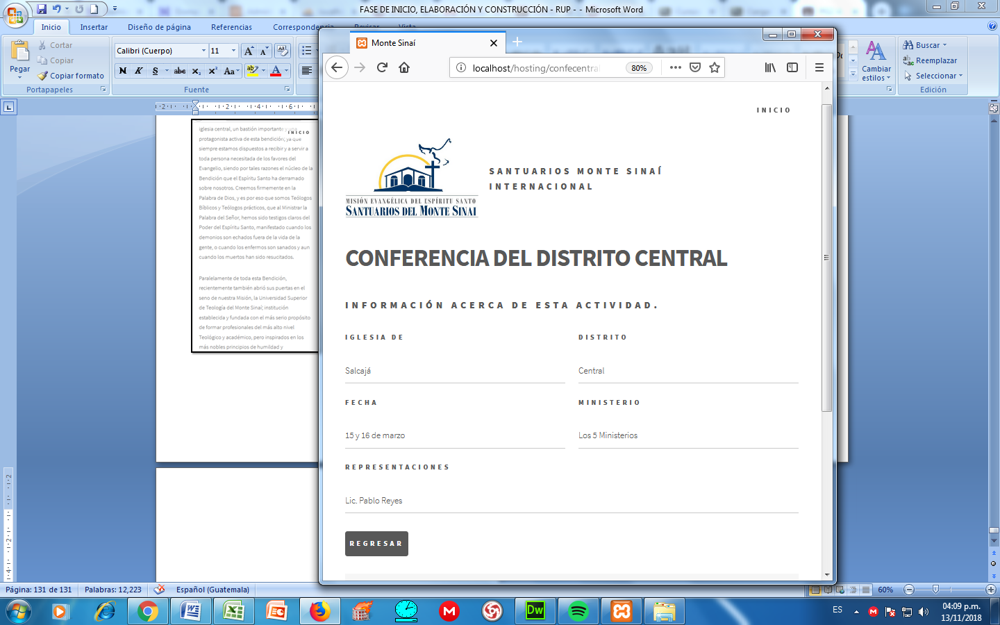 FASE DE INICIO, ELABORACIÓN Y CONSTRUCCIÓN - RUP - - Microsoft Word
Inicio
Insertar
Diseño de página
Referencias
Correspondencia
Revisar
Vista
Pegar
Cortar
Copiar
Copiar formato
Portapapeles
Calibri (Cuerpo)
11
Fuente
Cambiar
estilos
Buscar
Reemplazar
Seleccionar
Edición
iglesia central, un bastión importante y una
protagonista activa de esta bendición; ya que
siempre estamos dispuestos a recibir y a servir a
toda persona necesitada de los favores del
Evangelio, siendo por tales razones el núcleo de la
Bendición que el Espíritu Santo ha derramado
sobre nosotros. Creemos firmemente en la
Palabra de Dios, y es por eso que somos Teólogos
Bíblicos y Teólogos prácticos, que al Ministrar la
Palabra del Señor, hemos sido testigos claros del
Poder del Espíritu Santo, manifestado cuando los
demonios son echados fuera de la vida de la
gente, o cuando los enfermos son sanados y aun
cuando los muertos han sido resucitados.
Paralelamente de toda esta Bendición,
recientemente también abrió sus puertas en el
seno de nuestra Misión, la Universidad Superior
de Teología del Monte Sinaí; institución
establecida y fundada con el más serio propósito
de formar profesionales del más alto nivel
Teológico y académico, pero inspirados en los
más nobles principios de humildad y
INICIO
Monte Sinaí
localhost/hosting/confecentral
80%
INICIO
MISIÓN EVANGÉLICA DEL ESPÍRITU SANTO
SANTUARIOS DEL MONTE SINAI
SANTUARIOS MONTE SINAÍ
INTERNACIONAL
CONFERENCIA DEL DISTRITO CENTRAL
INFORMACIÓN ACERCA DE ESTA ACTIVIDAD.
IGLESIA DE
DISTRITO
Salcajá
Central
FECHA
MINISTERIO
15 y 16 de marzo
Los 5 Ministerios
REPRESENTACIONES
Lic. Pablo Reyes
REGRESAR
Página: 131 de 131
Palabras: 12,223
Español (Guatemala)
60%
ES
04:09 p.m.
13/11/2018